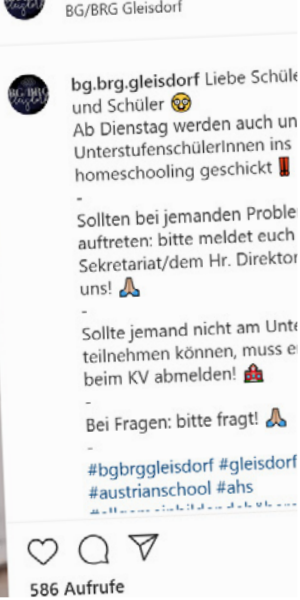 BG/BRG Gleisdorf
bg.brg.gleisdorf Liebe Schüle
und Schüler 😲
Ab Dienstag werden auch un
UnterstufenschülerInnen ins
homeschooling geschickt ‼️
-
Sollten bei jemanden Proble
auftreten: bitte meldet euch
Sekretariat/dem Hr. Direktor
uns! 🙏
-
Sollte jemand nicht am Unte
teilnehmen können, muss e
beim KV abmelden! 🏫
-
Bei Fragen: bitte fragt! 🙏
-
#bgbrggleisdorf #gleisdorf
#austrianschool #ahs
586 Aufrufe